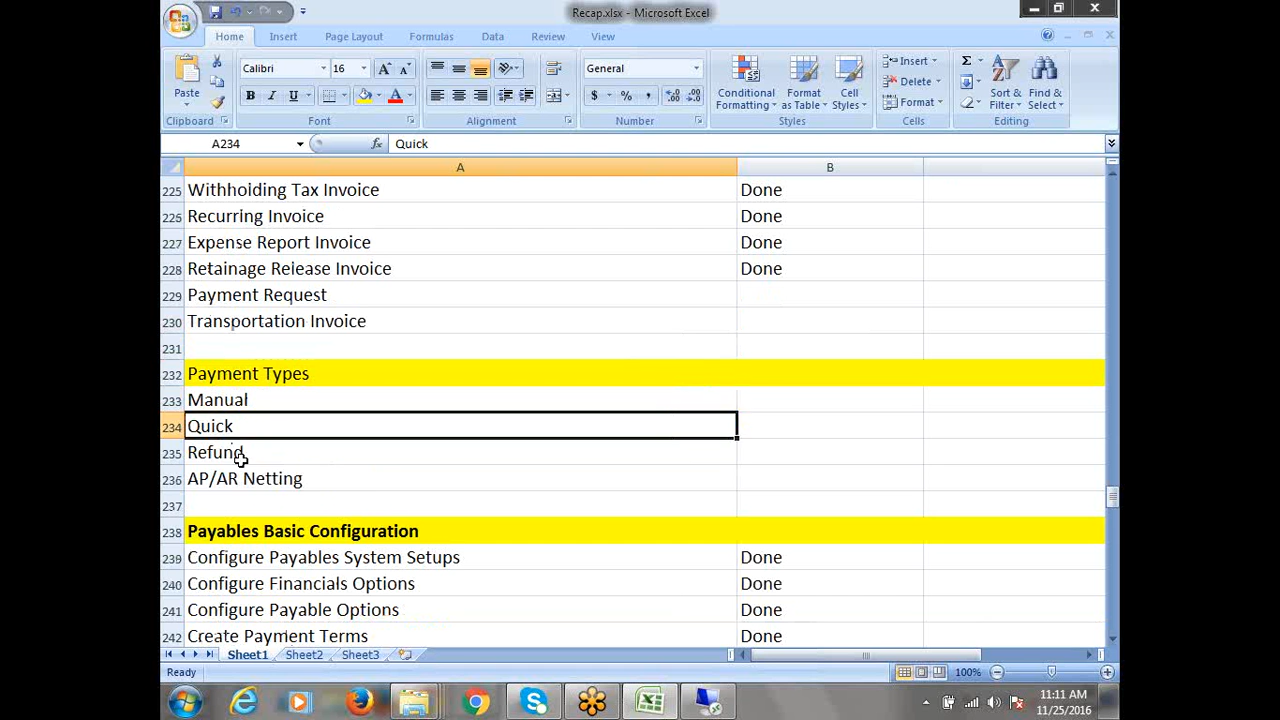 Recap.xlsx - Microsoft Excel
Home Insert Page Layout Formulas Data Review View
Paste
Clipboard
Calibri 16
B I U
Font
Alignment
General
$ % ,
Number
Conditional Formatting
Format as Table
Cell Styles
Styles
Insert
Delete
Format
Cells
Sort & Filter
Find & Select
Editing
A234 fx Quick
A B
225 Withholding Tax Invoice Done
226 Recurring Invoice Done
227 Expense Report Invoice Done
228 Retainage Release Invoice Done
229 Payment Request
230 Transportation Invoice
231
232 Payment Types
233 Manual
234 Quick
235 Refund
236 AP/AR Netting
237
238 Payables Basic Configuration
239 Configure Payables System Setups Done
240 Configure Financials Options Done
241 Configure Payable Options Done
242 Create Payment Terms Done
Sheet1 Sheet2 Sheet3
Ready 100%
11:11 AM
11/25/2016